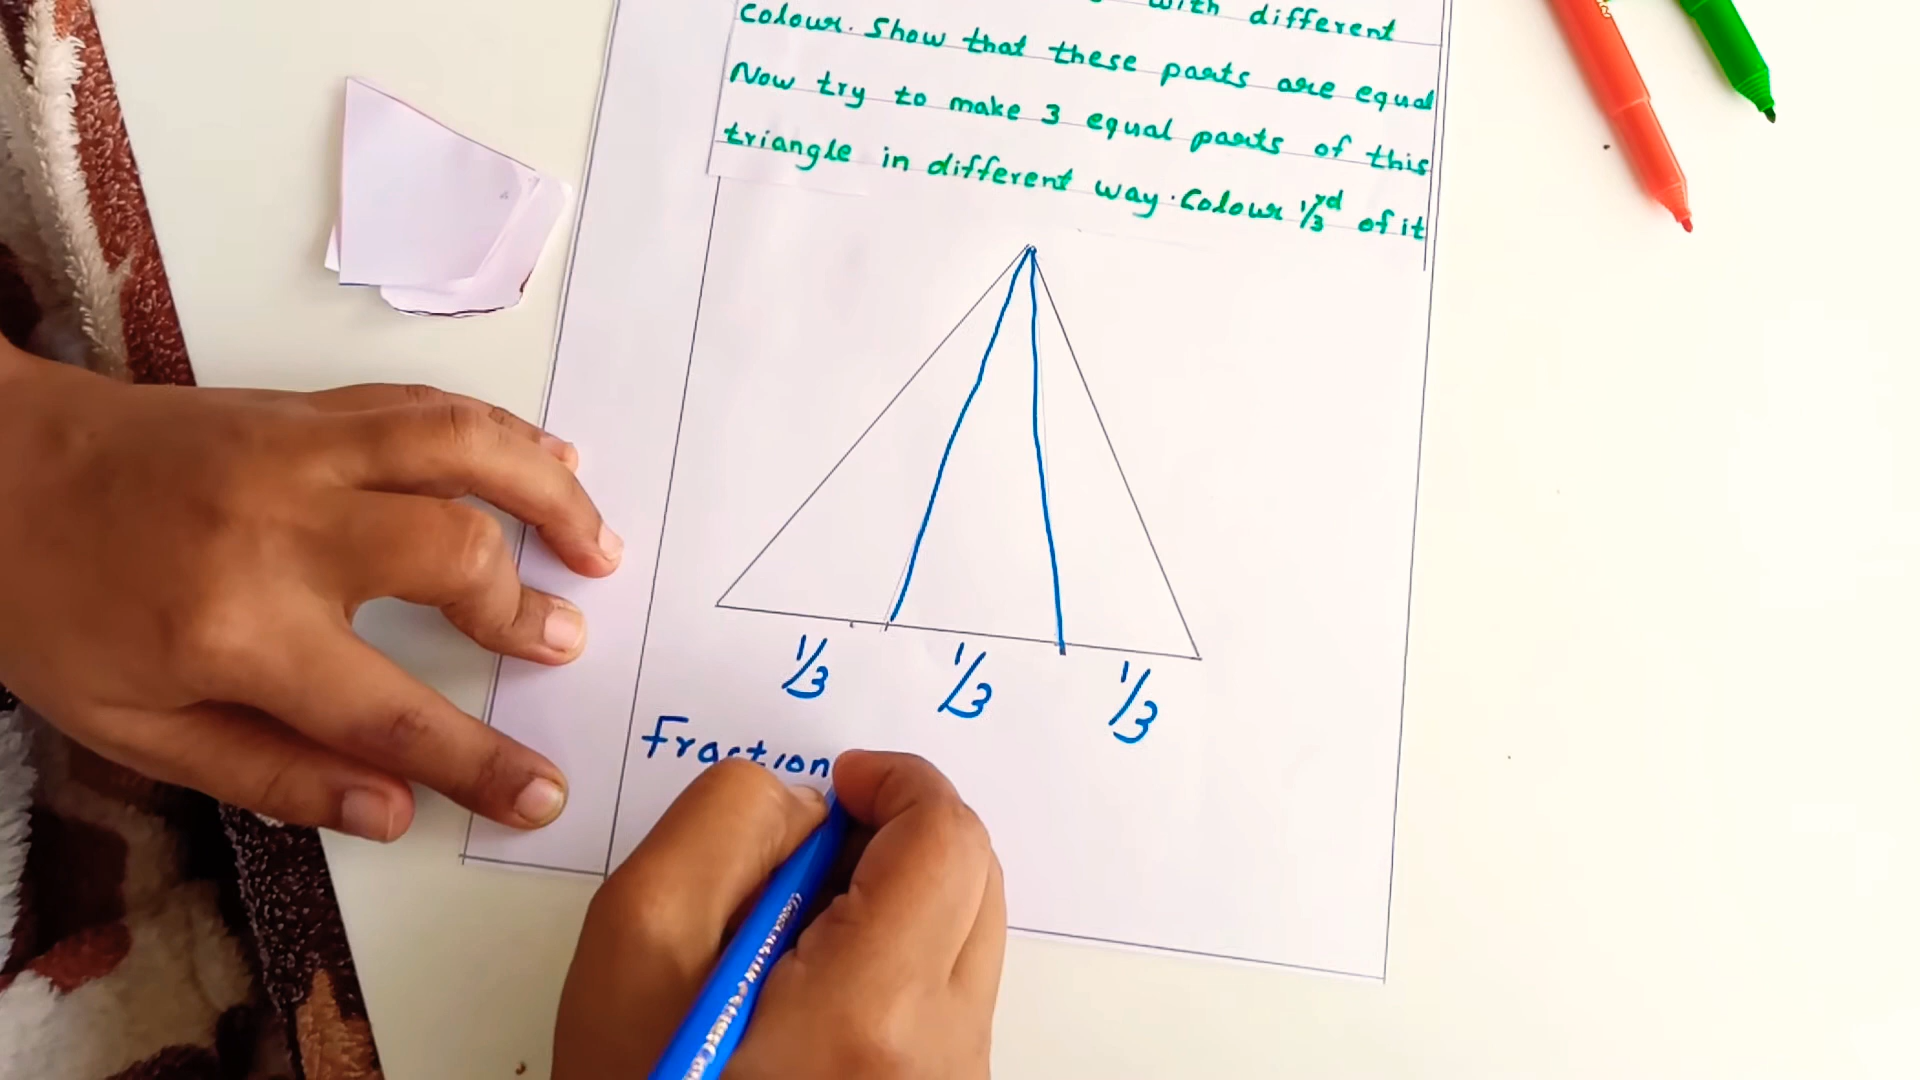 with different
colour. Show that these parts are equal
Now try to make 3 equal parts of this
triangle in different way. Colour 1/3rd of it
1/3 1/3 1/3
Fraction